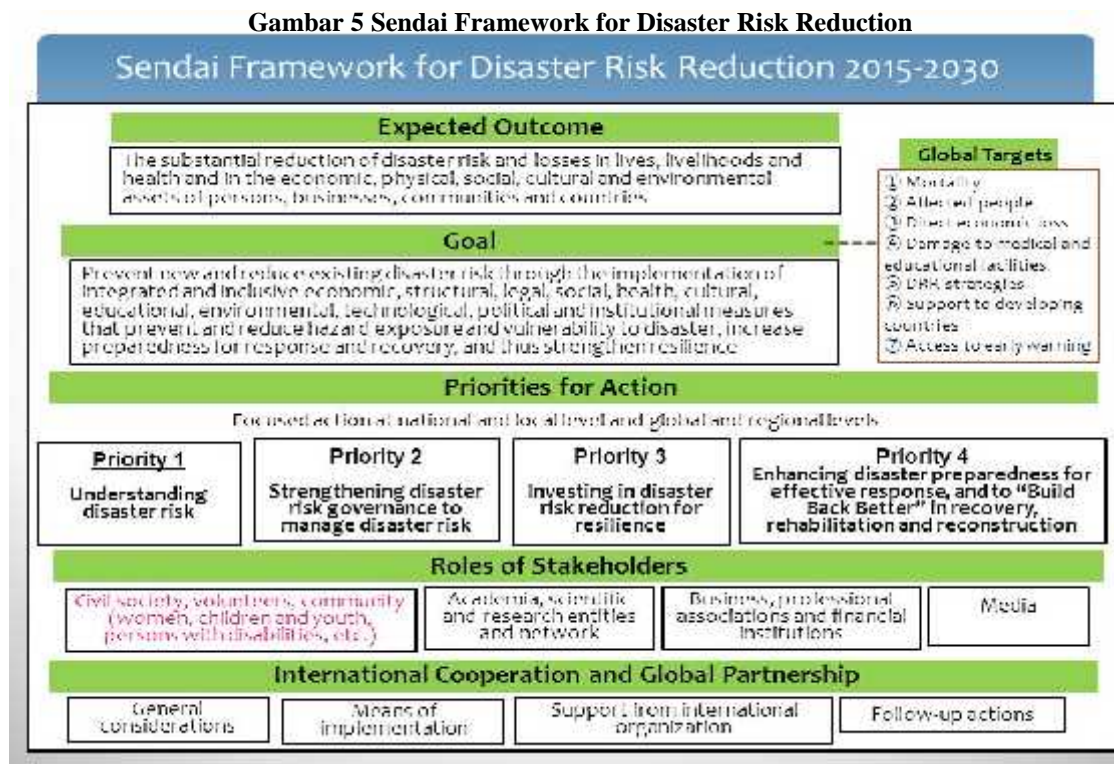 Gambar 5 Sendai Framework for Disaster Risk Reduction
Sendai Framework for Disaster Risk Reduction 2015-2030
Expected Outcome
The substantial reduction of disaster risk and losses in lives, livelihoods and
health and in the economic, physical, social, cultural and environmental
assets of persons, businesses, communities and countries
Global Targets
① Mortality
② Affected people
③ Direct economic loss
④ Damage to medical and
educational facilities
⑤ DRR strategies
⑥ Support to developing
countries
⑦ Access to early warning
Goal
Prevent new and reduce existing disaster risk through the implementation of
integrated and inclusive economic, structural, legal, social, health, cultural,
educational, environmental, technological, political and institutional measures
that prevent and reduce hazard exposure and vulnerability to disaster, increase
preparedness for response and recovery, and thus strengthen resilience
Priorities for Action
Focused action at national and local level and global and regional levels
Priority 1
Understanding
disaster risk
Priority 2
Strengthening disaster
risk governance to
manage disaster risk
Priority 3
Investing in disaster
risk reduction for
resilience
Priority 4
Enhancing disaster preparedness for
effective response, and to “Build
Back Better” in recovery,
rehabilitation and reconstruction
Roles of Stakeholders
Civil society, volunteers, community
(women, children and youth,
persons with disabilities, etc.)
Academia, scientific
and research entities
and network
Business, professional
associations and financial
institutions
Media
International Cooperation and Global Partnership
General
considerations
Means of
implementation
Support from international
organization
Follow-up actions